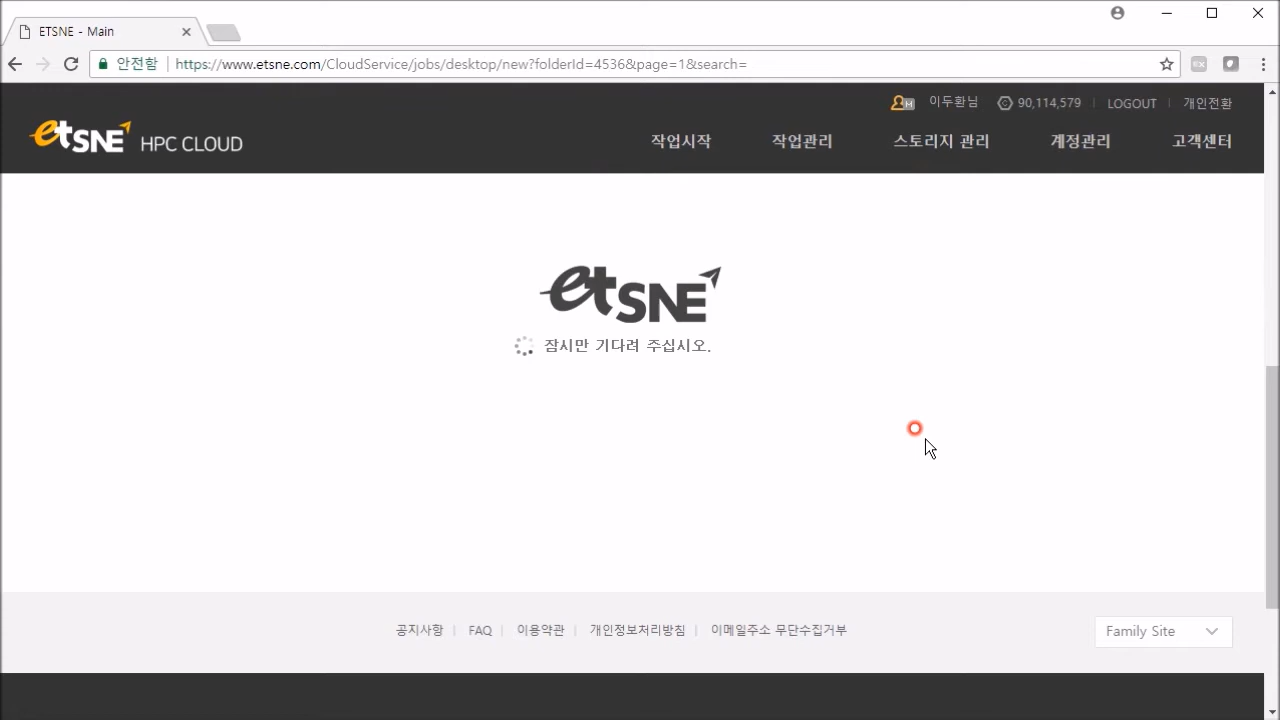 ETSNE - Main
안전함 https://www.etsne.com/CloudService/jobs/desktop/new?folderId=4536&page=1&search=
이두환님 90,114,579 LOGOUT 개인전환
etSNE HPC CLOUD
작업시작 작업관리 스토리지 관리 계정관리 고객센터
etSNE
잠시만 기다려 주십시오.
공지사항 FAQ 이용약관 개인정보처리방침 이메일주소 무단수집거부
Family Site